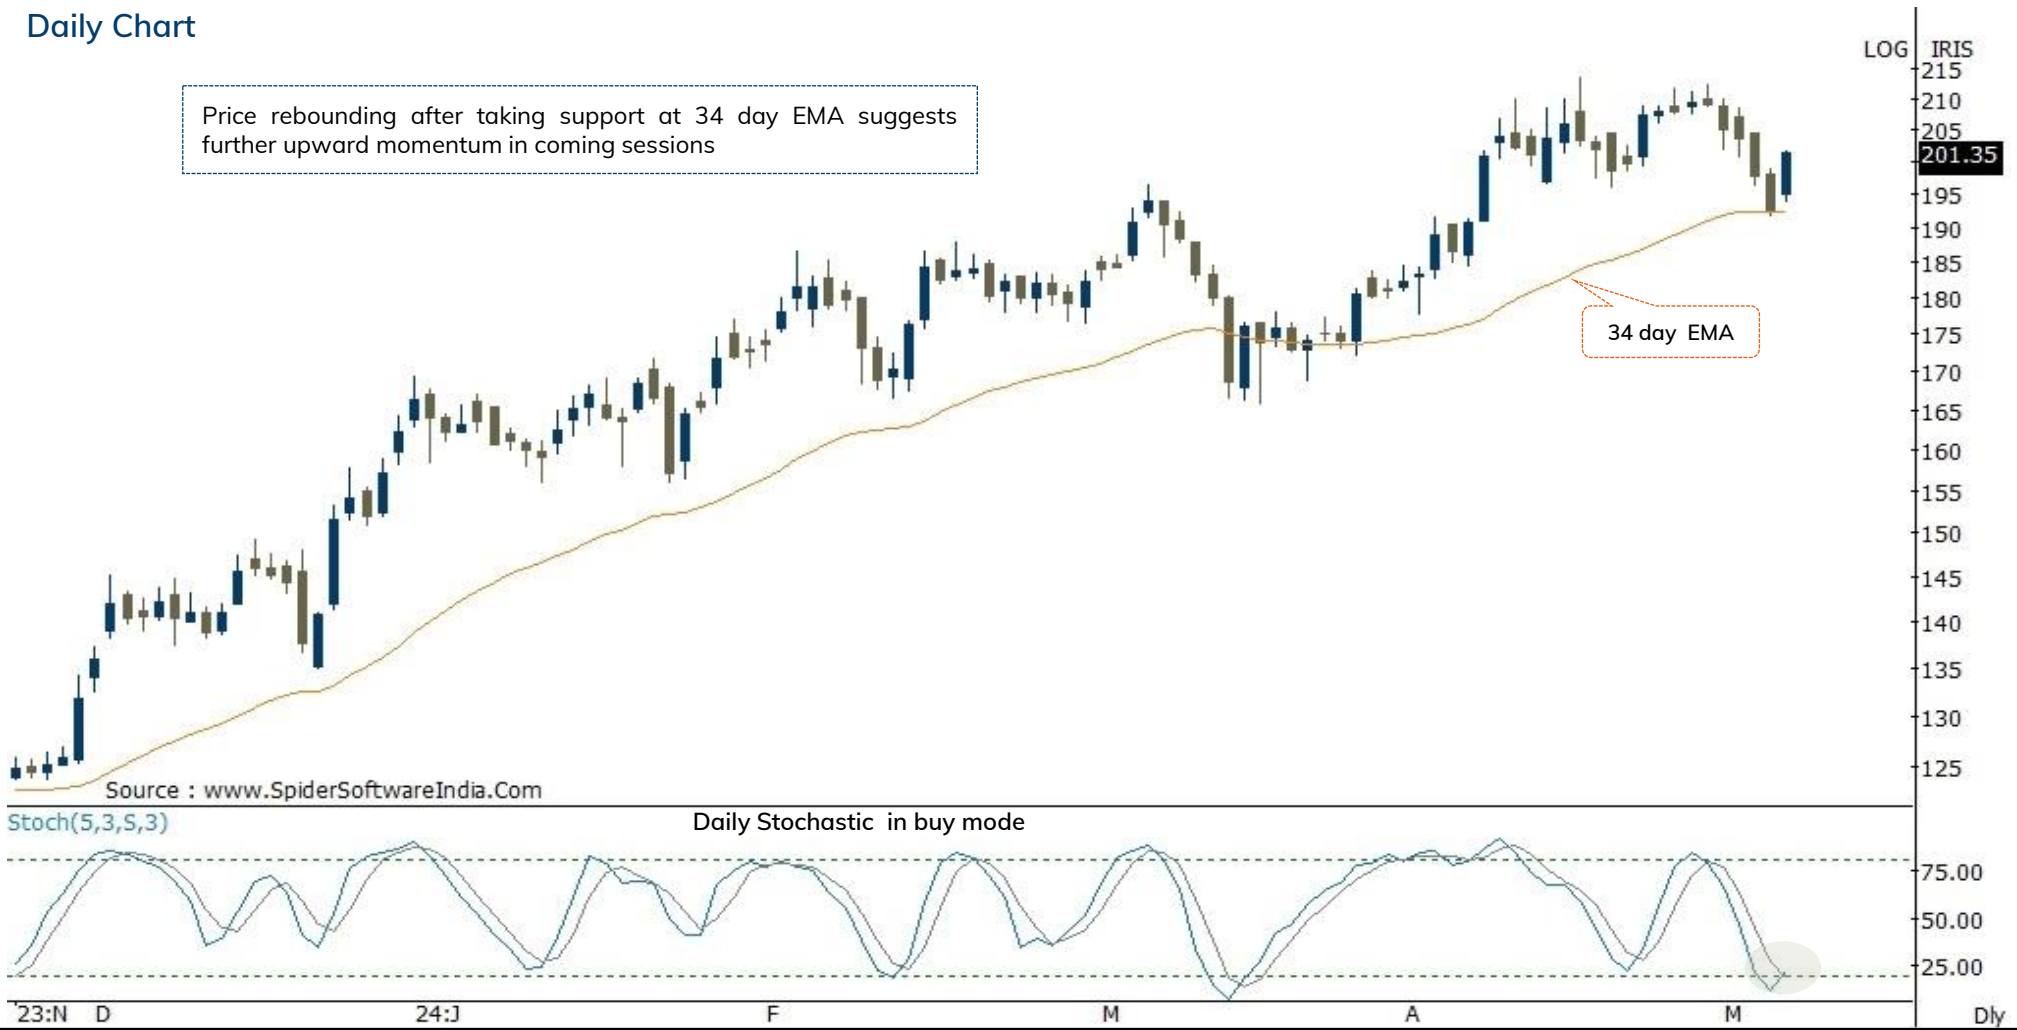 Daily Chart
LOG IRIS
Price rebounding after taking support at 34 day EMA suggests
further upward momentum in coming sessions
215
210
205
201.35
195
190
185
180
175
170
165
160
155
150
145
140
135
130
125
34 day EMA
Source : www.SpiderSoftwareIndia.Com
Stoch(5,3,S,3)
Daily Stochastic in buy mode
75.00
50.00
25.00
'23:N D 24:J F M A M Dly